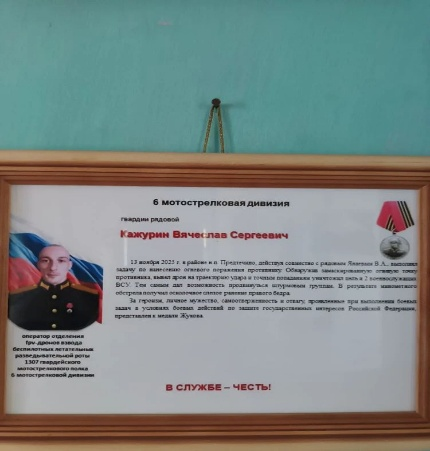 6 мотострелковая дивизия
гвардии рядовой
Кажурин Вячеслав Сергеевич
13 ноября 2023 г. в районе н.п. Предтечино, действуя совместно с рядовым В.А., выполнял
задачу по нанесению огневого поражения противнику. Обнаружив замаскированную огневую точку
противника, вывел дрон на траекторию удара и точным попаданием уничтожил цель и 2 военнослужащих
ВСУ. Тем самым дал возможность продвинуться штурмовым группам. В результате минометного
обстрела получил осколочное слепое ранение правого бедра.
За героизм, личное мужество, самоотверженность и отвагу, проявленные при выполнении боевых
задач в условиях боевых действий по защите государственных интересов Российской Федерации,
представлен к медали Жукова.
оператор отделения
fpv-дронов взвода
беспилотных летательных
разведывательной роты
1307 гвардейского
мотострелкового полка
6 мотострелковой дивизии
В СЛУЖБЕ – ЧЕСТЬ!